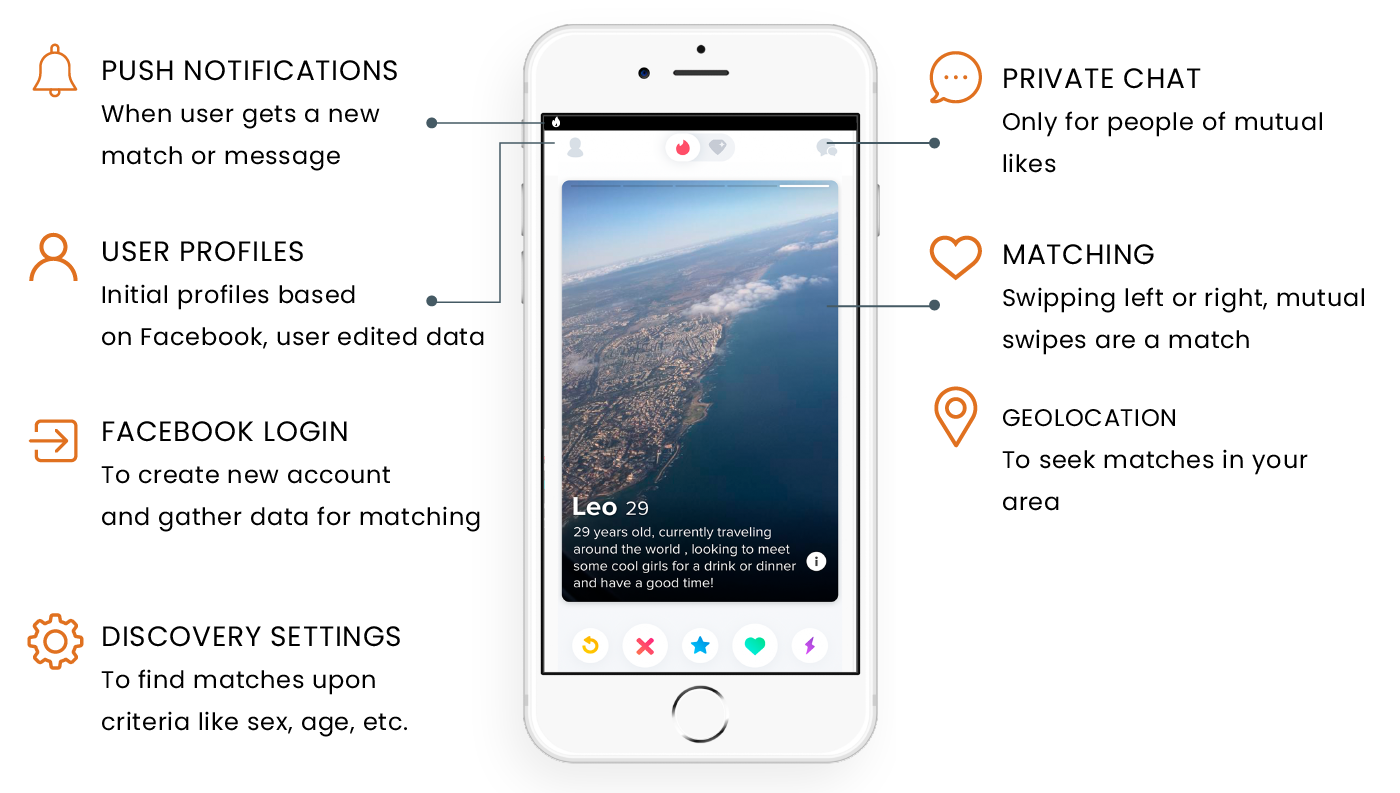 PUSH NOTIFICATIONS
When user gets a new
match or message
USER PROFILES
Initial profiles based
on Facebook, user edited data
FACEBOOK LOGIN
To create new account
and gather data for matching
DISCOVERY SETTINGS
To find matches upon
criteria like sex, age, etc.
Leo 29
29 years old, currently traveling
around the world , looking to meet
some cool girls for a drink or dinner
and have a good time!
i
PRIVATE CHAT
Only for people of mutual
likes
MATCHING
Swipping left or right, mutual
swipes are a match
GEOLOCATION
To seek matches in your
area